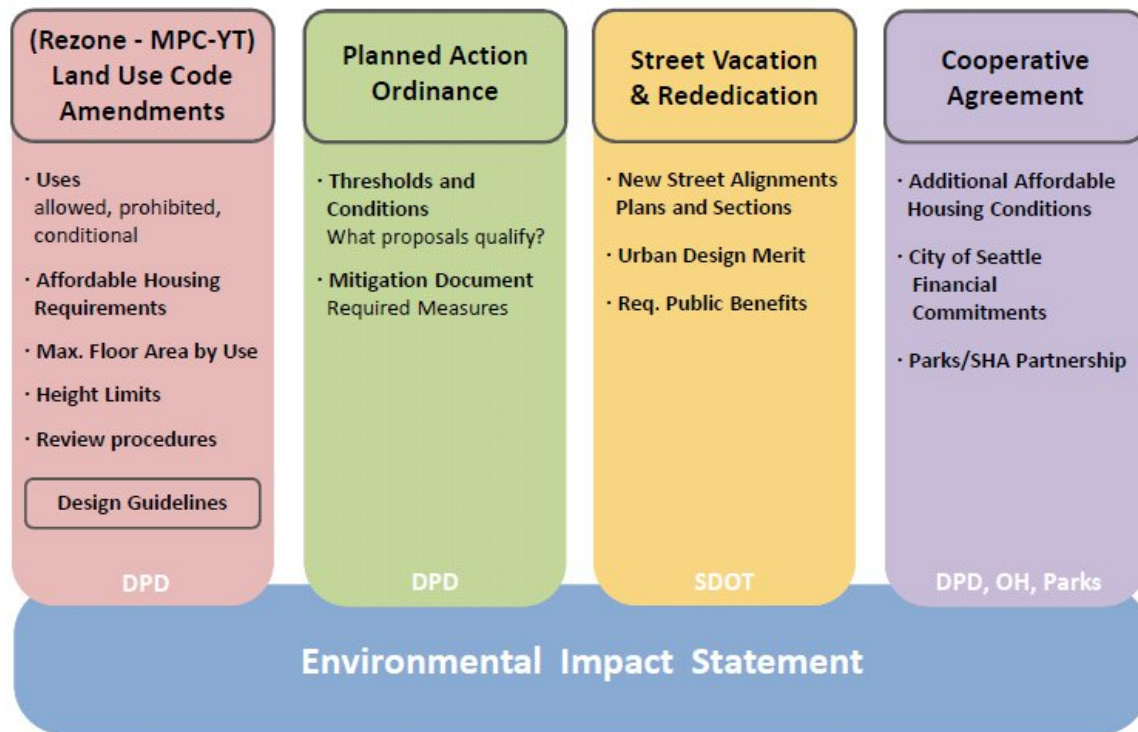 (Rezone - MPC-YT)
Land Use Code
Amendments
· Uses
allowed, prohibited,
conditional
· Affordable Housing
Requirements
· Max. Floor Area by Use
· Height Limits
· Review procedures
Design Guidelines
DPD
Planned Action
Ordinance
· Thresholds and
Conditions
What proposals qualify?
· Mitigation Document
Required Measures
DPD
Street Vacation
& Rededication
· New Street Alignments
Plans and Sections
· Urban Design Merit
· Req. Public Benefits
SDOT
Cooperative
Agreement
· Additional Affordable
Housing Conditions
· City of Seattle
Financial
Commitments
· Parks/SHA Partnership
DPD, OH, Parks
Environmental Impact Statement